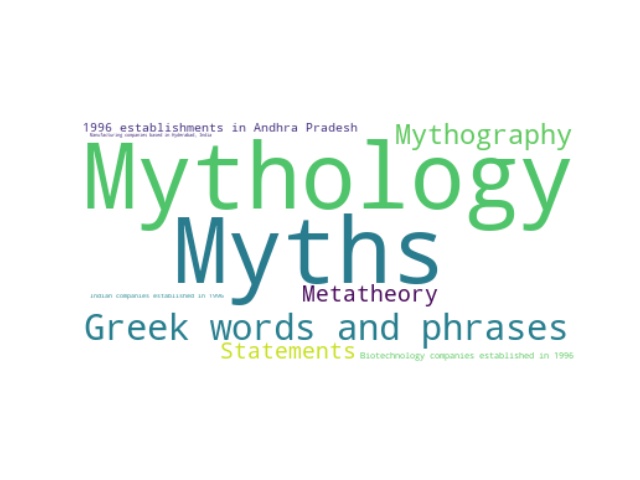 1996 establishments in Andhra Pradesh
Manufacturing companies based in Hyderabad, India
Mythography
Mythology
Myths
Indian companies established in 1996
Metatheory
Greek words and phrases
Statements
Biotechnology companies established in 1996